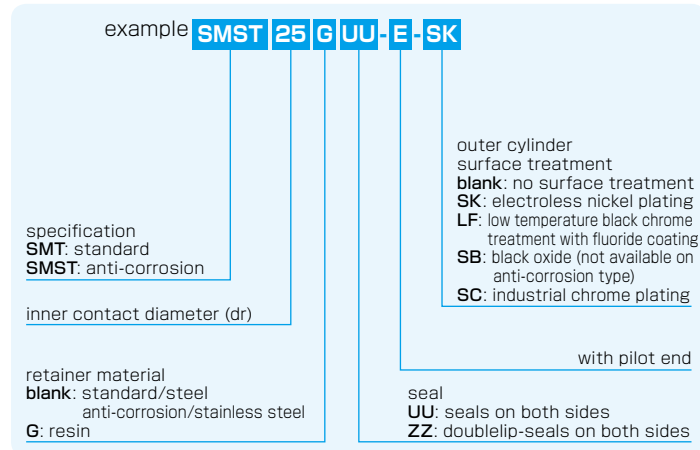 example SMST 25 G UU - E - SK
outer cylinder
surface treatment
blank: no surface treatment
SK: electroless nickel plating
LF: low temperature black chrome
treatment with fluoride coating
SB: black oxide (not available on
anti-corrosion type)
SC: industrial chrome plating
specification
SMT: standard
SMST: anti-corrosion
inner contact diameter (dr)
with pilot end
retainer material
blank: standard/steel
anti-corrosion/stainless steel
G: resin
seal
UU: seals on both sides
ZZ: doublelip-seals on both sides